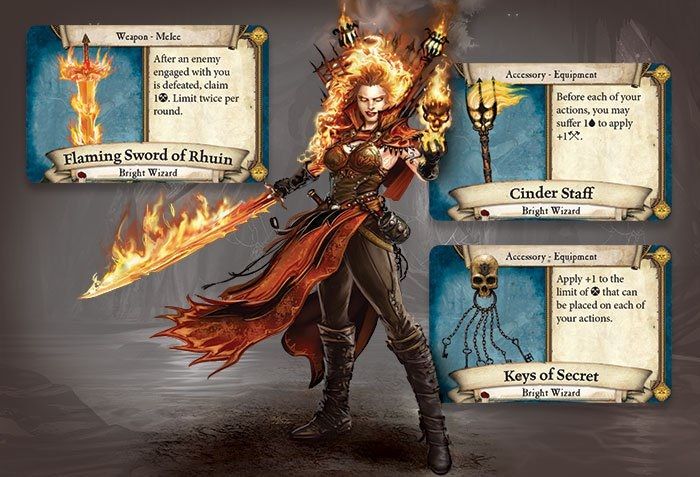 Weapon - Melee
After an enemy
engaged with you
is defeated, claim
1. Limit twice per
round.
Flaming Sword of Rhuin
Bright Wizard
Accessory - Equipment
Before each of your
actions, you may
suffer 1 to apply
+1.
Cinder Staff
Bright Wizard
Accessory - Equipment
Apply +1 to the
limit of that can
be placed on each of
your actions.
Keys of Secret
Bright Wizard